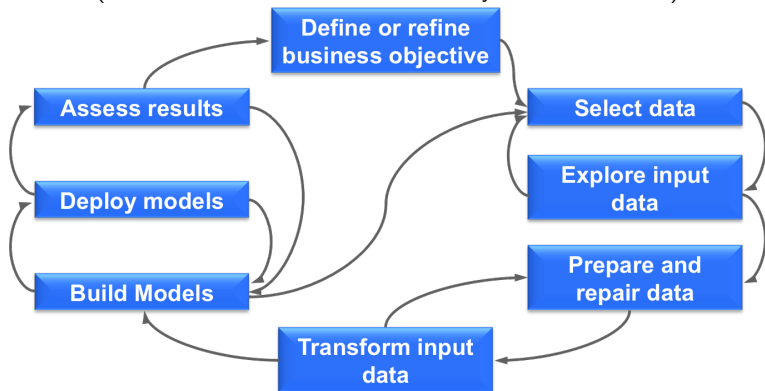 Define or refine
business objective
Assess results
Select data
Explore input
data
Deploy models
Prepare and
repair data
Build Models
Transform input
data